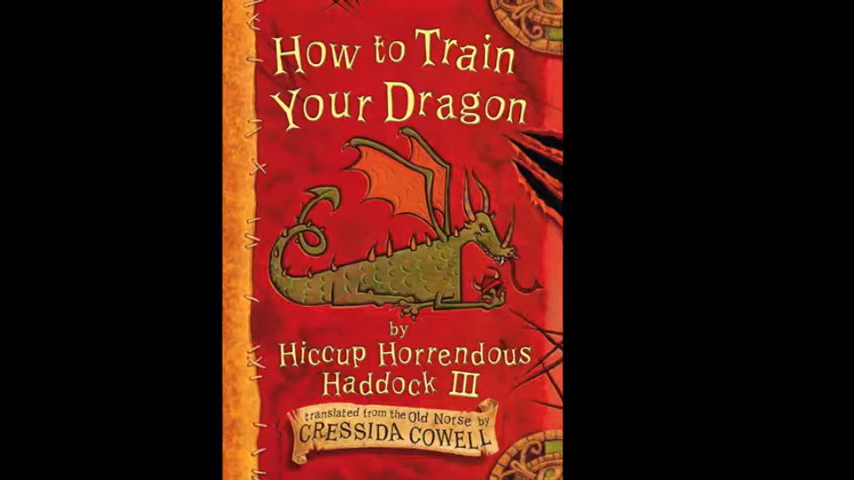 How to Train
Your Dragon
by
Hiccup Horrendous
Haddock III
translated from the Old Norse by
CRESSIDA COWELL